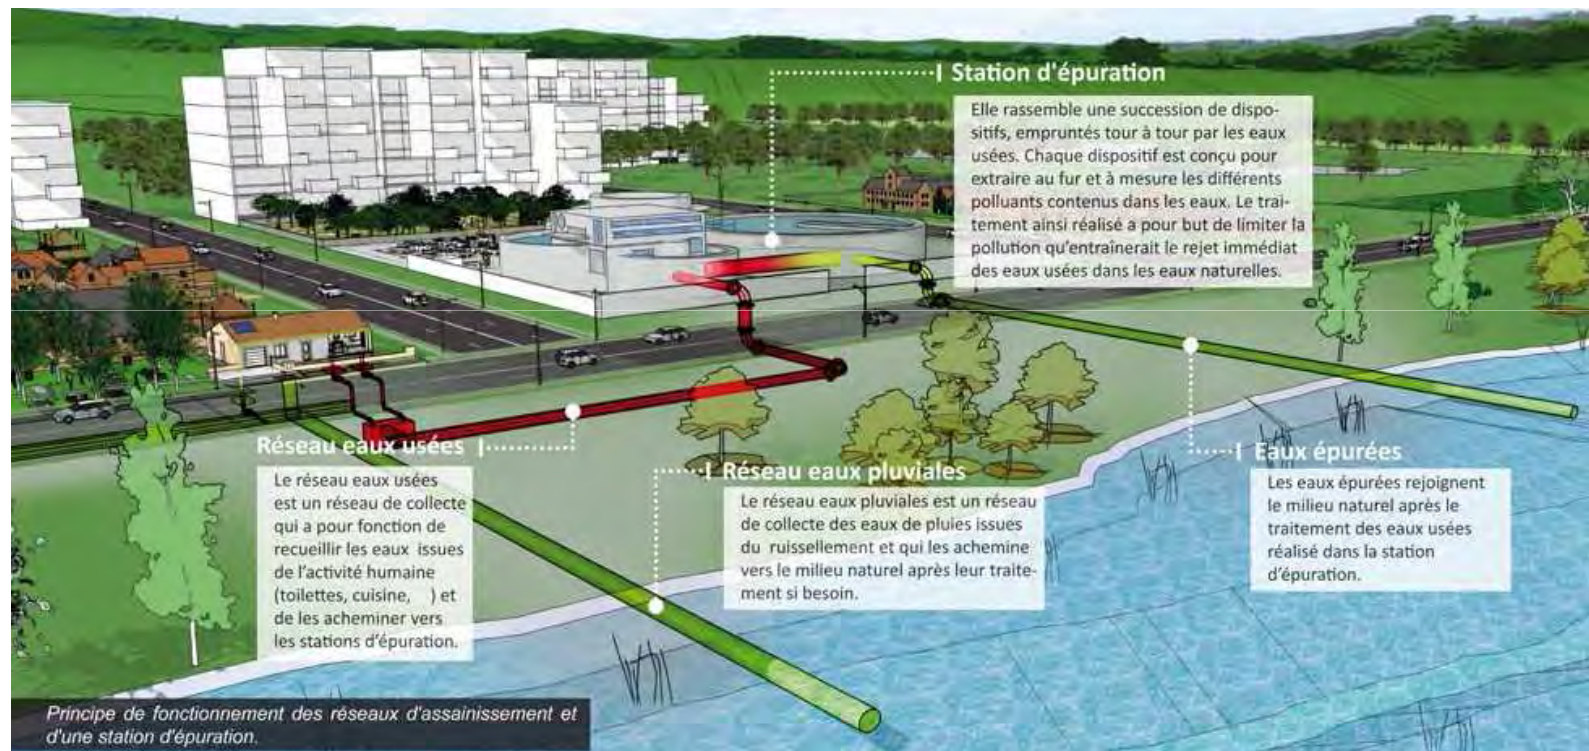 Station d'épuration
Elle rassemble une succession de dispo-
sitifs, empruntés tour à tour par les eaux
usées. Chaque dispositif est conçu pour
extraire au fur et à mesure les différents
polluants contenus dans les eaux. Le trai-
tement ainsi réalisé a pour but de limiter la
pollution qu'entraînerait le rejet immédiat
des eaux usées dans les eaux naturelles.
Réseau eaux usées
Le réseau eaux usées
est un réseau de collecte
qui a pour fonction de
recueillir les eaux issues
de l'activité humaine
(toilettes, cuisine, ) et
de les acheminer vers
les stations d'épuration.
Réseau eaux pluviales
Le réseau eaux pluviales est un réseau
de collecte des eaux de pluies issues
du ruissellement et qui les achemine
vers le milieu naturel après leur traite-
ment si besoin.
Eaux épurées
Les eaux épurées rejoignent
le milieu naturel après le
traitement des eaux usées
réalisé dans la station
d'épuration.
Principe de fonctionnement des réseaux d'assainissement et
d'une station d'épuration.